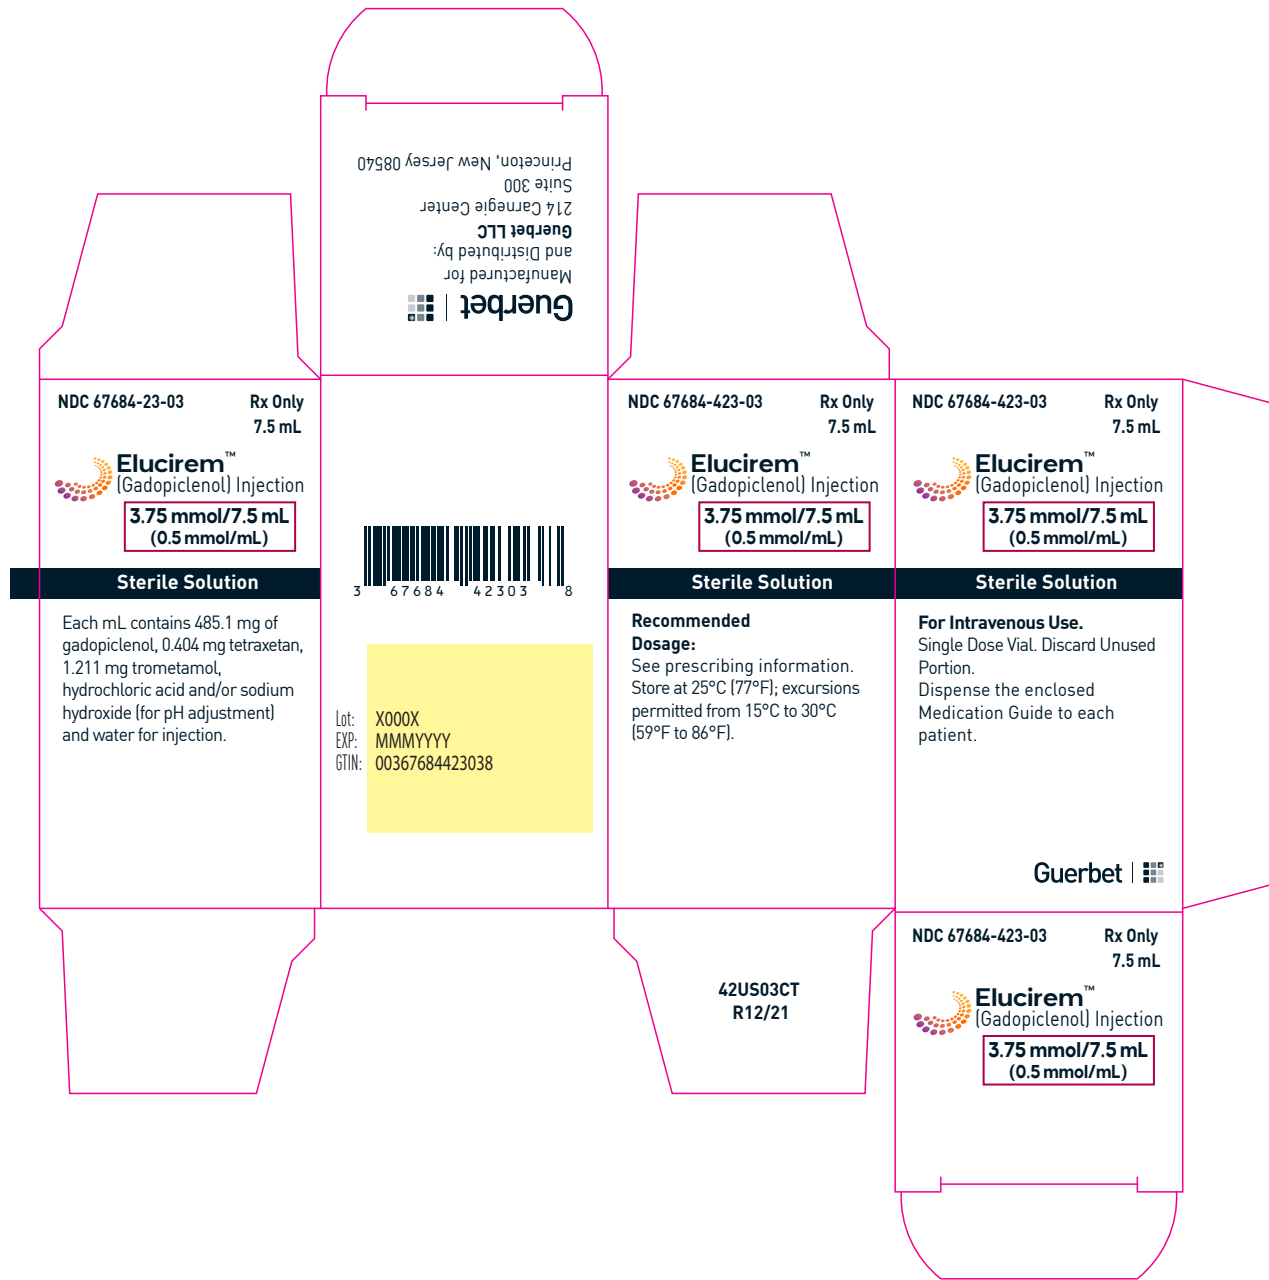 Guerbet
Manufactured for
and Distributed by:
Guerbet LLC
214 Carnegie Center
Suite 300
Princeton, New Jersey 08540
NDC 67684-23-03 Rx Only
7.5 mL
Elucirem™
(Gadopiclenol) Injection
3.75 mmol/7.5 mL
(0.5 mmol/mL)
Sterile Solution
Each mL contains 485.1 mg of
gadopiclenol, 0.404 mg tetraxetan,
1.211 mg trometamol,
hydrochloric acid and/or sodium
hydroxide (for pH adjustment)
and water for injection.
3 67684 42303 8
Lot: X000X
EXP: MMMYYYY
GTIN: 00367684423038
NDC 67684-423-03 Rx Only
7.5 mL
Elucirem™
(Gadopiclenol) Injection
3.75 mmol/7.5 mL
(0.5 mmol/mL)
Sterile Solution
Recommended
Dosage:
See prescribing information.
Store at 25°C (77°F); excursions
permitted from 15°C to 30°C
(59°F to 86°F).
42US03CT
R12/21
NDC 67684-423-03 Rx Only
7.5 mL
Elucirem™
(Gadopiclenol) Injection
3.75 mmol/7.5 mL
(0.5 mmol/mL)
Sterile Solution
For Intravenous Use.
Single Dose Vial. Discard Unused
Portion.
Dispense the enclosed
Medication Guide to each
patient.
Guerbet
NDC 67684-423-03 Rx Only
7.5 mL
Elucirem™
(Gadopiclenol) Injection
3.75 mmol/7.5 mL
(0.5 mmol/mL)